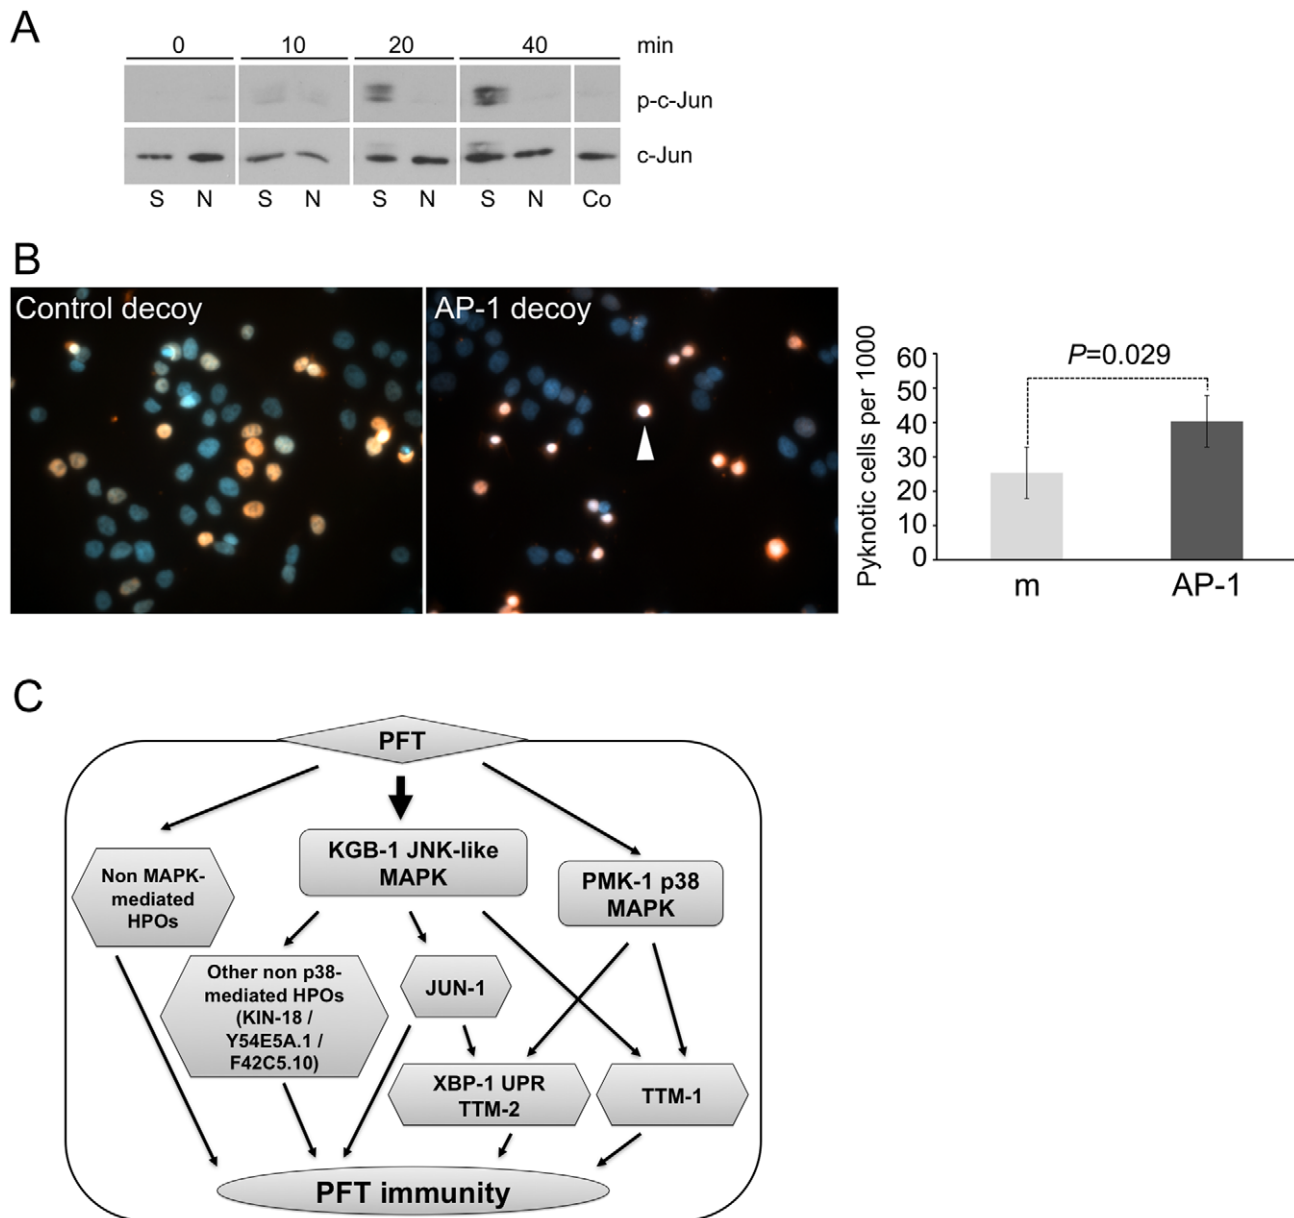 A
0 10 20 40 min
p-c-Jun
c-Jun
S N S N S N S N Co
B
Control decoy
AP-1 decoy
Pyknotic cells per 1000
60
50
40
30
20
10
0
P=0.029
m AP-1
C
PFT
Non MAPK-
mediated
HPOs
KGB-1 JNK-like
MAPK
PMK-1 p38
MAPK
Other non p38-
mediated HPOs
(KIN-18 /
Y54E5A.1 /
F42C5.10)
JUN-1
XBP-1 UPR
TTM-2
TTM-1
PFT immunity